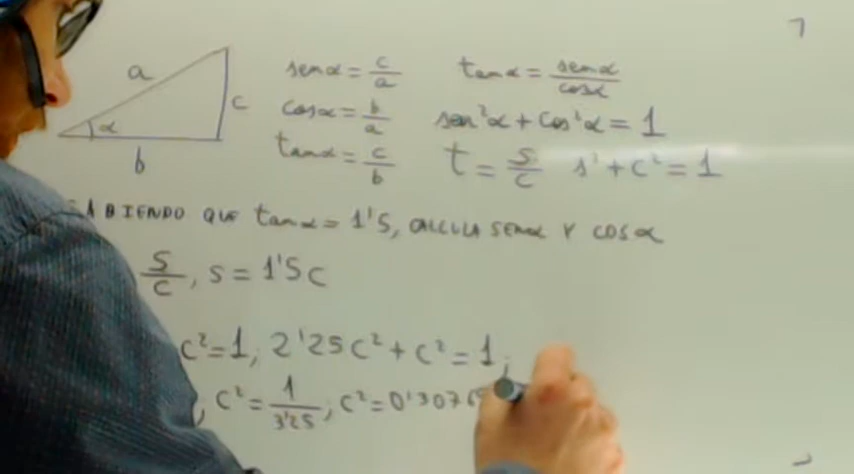 a
c
α
b
senα = c/a
cosα = b/a
tanα = c/b
tanα = senα/cosα
sen²α + cos²α = 1
t = s/c s² + c² = 1
ABIENDO QUE tanα = 1'5, CALCULA SENα Y COSα
s/c, s = 1'5c
c² = 1, 2'25c² + c² = 1;
, c² = 1/3'25; c² = 0'307